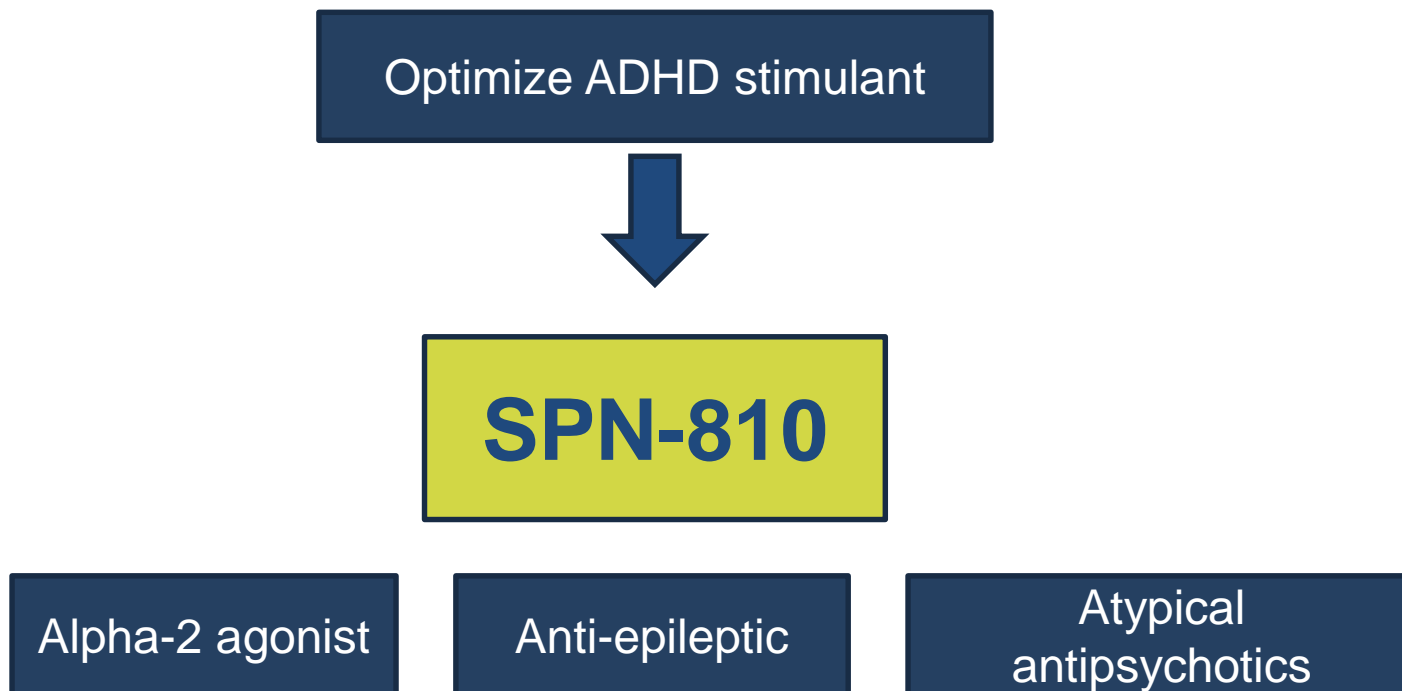 Optimize ADHD stimulant
SPN-810
Alpha-2 agonist
Anti-epileptic
Atypical
antipsychotics